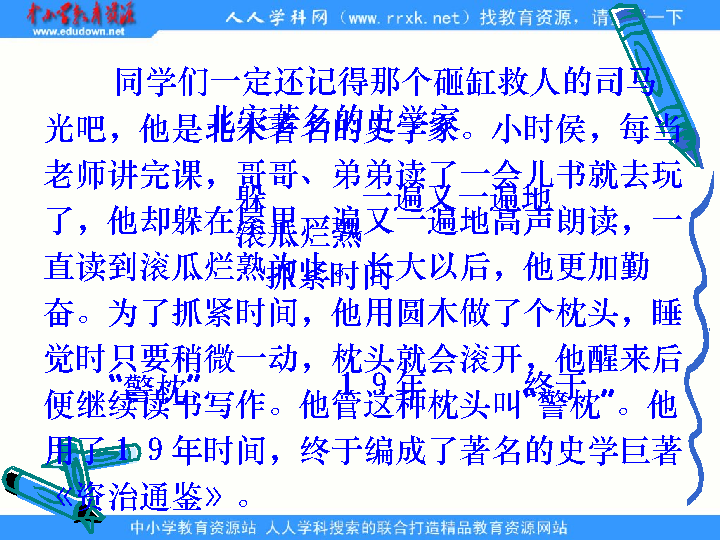 中小学教育资源站
www.edudown.net
人人学科网（www.rrxk.net）找教育资源，请一下
同学们一定还记得那个砸缸救人的司马
光吧，他是北宋著名的史学家。小时侯，每当
北宋著名的史学家
老师讲完课，哥哥、弟弟读了一会儿书就去玩
躲 一遍又一遍地
了，他却躲在屋里一遍又一遍地高声朗读，一
滚瓜烂熟
直读到滚瓜烂熟为止。长大以后，他更加勤
抓紧时间
奋。为了抓紧时间，他用圆木做了个枕头，睡
觉时只要稍微一动，枕头就会滚开，他醒来后
“警枕” １９年 终于
便继续读书写作。他管这种枕头叫“警枕”。他
用了１９年时间，终于编成了著名的史学巨著
《资治通鉴》。
中小学教育资源站 人人学科搜索的联合打造精品教育资源网站